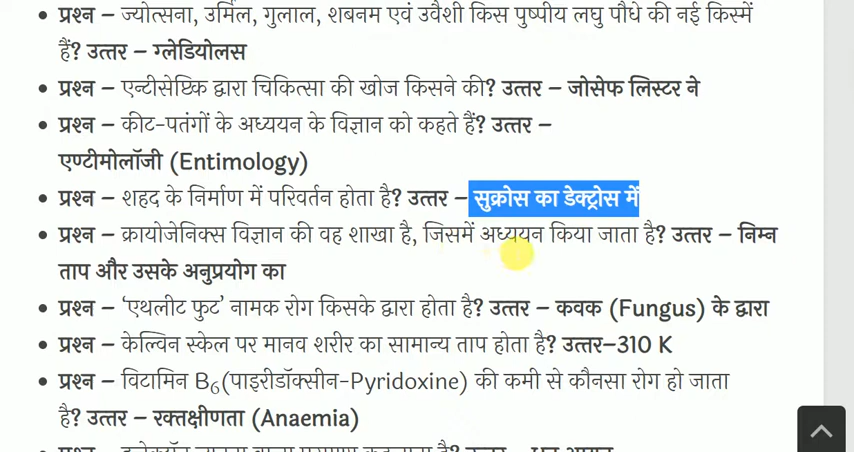 प्रश्न – ज्योत्सना, उर्मिल, गुलाल, शबनम एवं उवैशी किस पुष्पीय लघु पौधे की नई किस्में
हैं? उत्तर – ग्लेडियोलस
प्रश्न – एन्टीसेप्टिक द्वारा चिकित्सा की खोज किसने की? उत्तर – जोसेफ लिस्टर ने
प्रश्न – कीट-पतंगों के अध्ययन के विज्ञान को कहते हैं? उत्तर –
एण्टीमोलॉजी (Entimology)
प्रश्न – शहद के निर्माण में परिवर्तन होता है? उत्तर – सुक्रोस का डेक्ट्रोस में
प्रश्न – क्रायोजेनिक्स विज्ञान की वह शाखा है, जिसमें अध्ययन किया जाता है? उत्तर – निम्न
ताप और उसके अनुप्रयोग का
प्रश्न – ‘एथलीट फुट’ नामक रोग किसके द्वारा होता है? उत्तर – कवक (Fungus) के द्वारा
प्रश्न – केल्विन स्केल पर मानव शरीर का सामान्य ताप होता है? उत्तर–310 K
प्रश्न – विटामिन B₆(पाइरीडॉक्सीन-Pyridoxine) की कमी से कौनसा रोग हो जाता
है? उत्तर – रक्तक्षीणता (Anaemia)